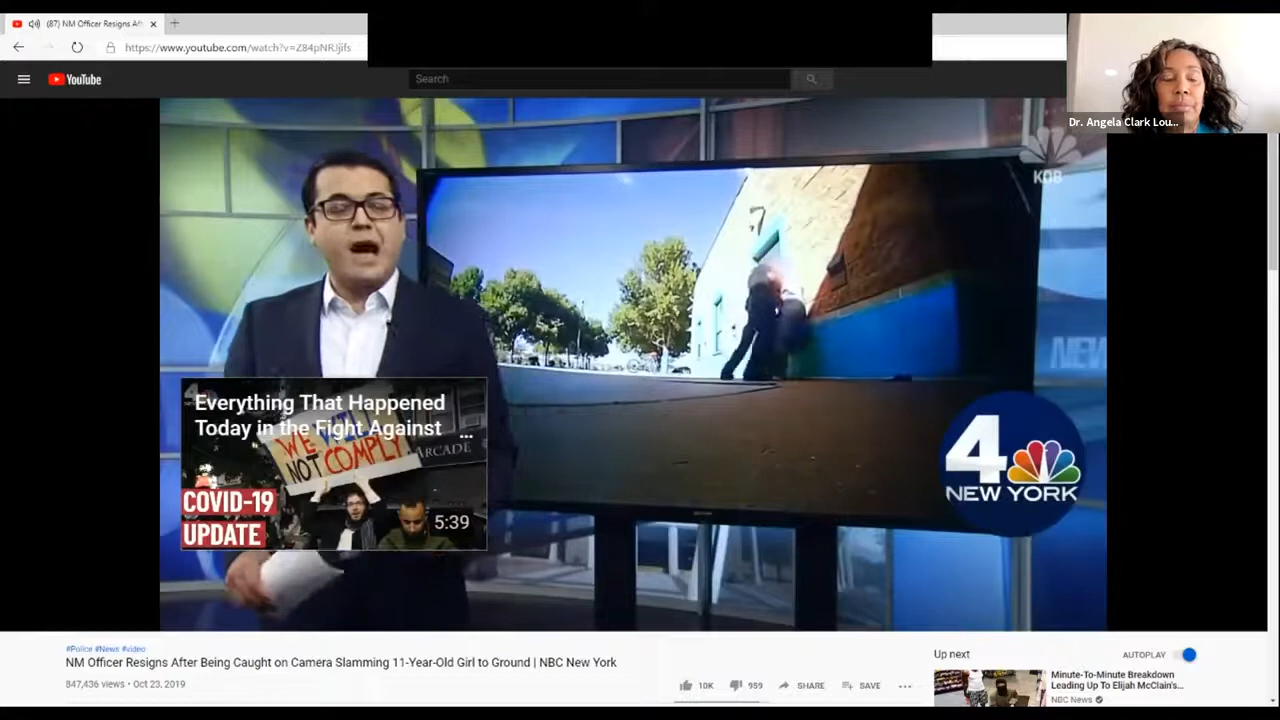 (87) NM Officer Resigns Aft
https://www.youtube.com/watch?v=Z84pNRJjifs
YouTube
Search
Dr. Angela Clark Lou...
KOB
NEW
Everything That Happened
Today in the Fight Against
...
WE WILL
NOT COMPLY
ARCADE
COVID-19
UPDATE
5:39
4
NEW YORK
#Police #News #video
NM Officer Resigns After Being Caught on Camera Slamming 11-Year-Old Girl to Ground | NBC New York
847,436 views • Oct 23, 2019
10K
959
SHARE
SAVE
Up next
AUTOPLAY
Minute-To-Minute Breakdown
Leading Up To Elijah McClain's...
NBC News